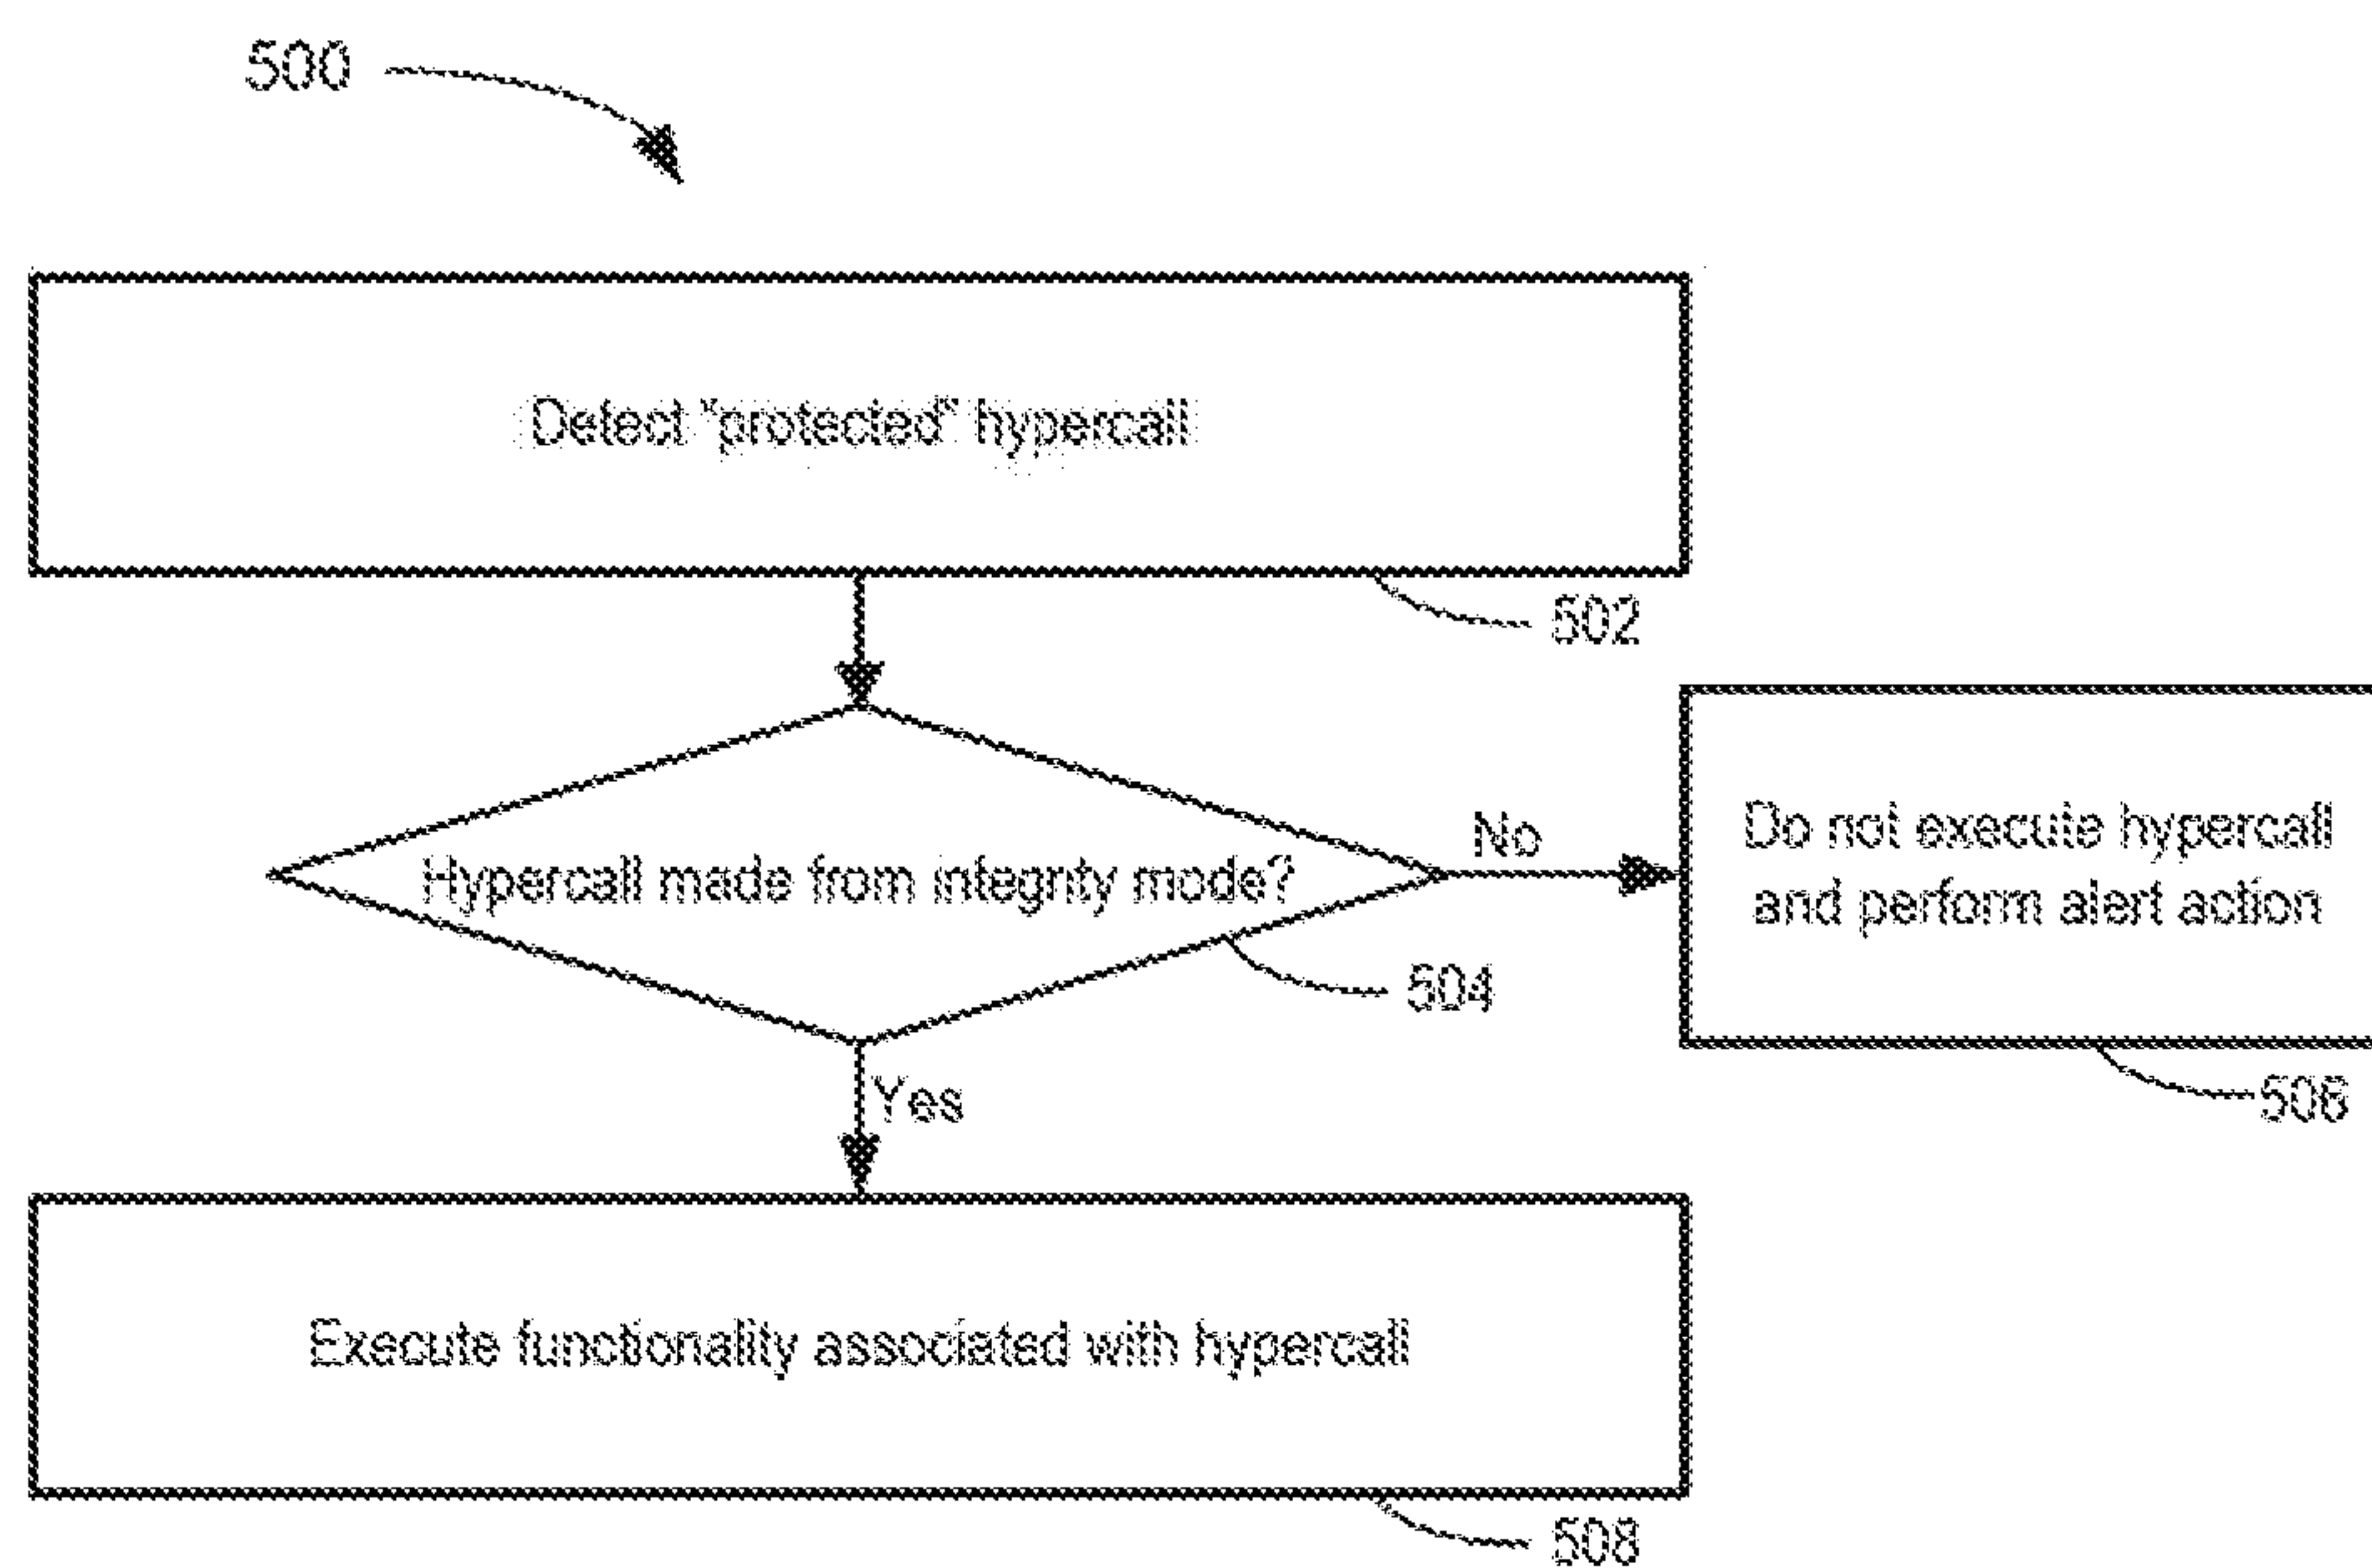 500
Detect "protected" hypercall
502
Hypercall made from integrity mode?
No
Do not execute hypercall
and perform alert action
504
506
Yes
Execute functionality associated with hypercall
508